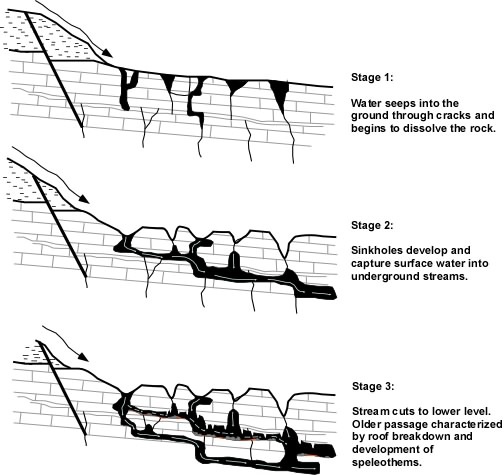 Stage 1:
Water seeps into the
ground through cracks and
begins to dissolve the rock.
Stage 2:
Sinkholes develop and
capture surface water into
underground streams.
Stage 3:
Stream cuts to lower level.
Older passage characterized
by roof breakdown and
development of
speleothems.